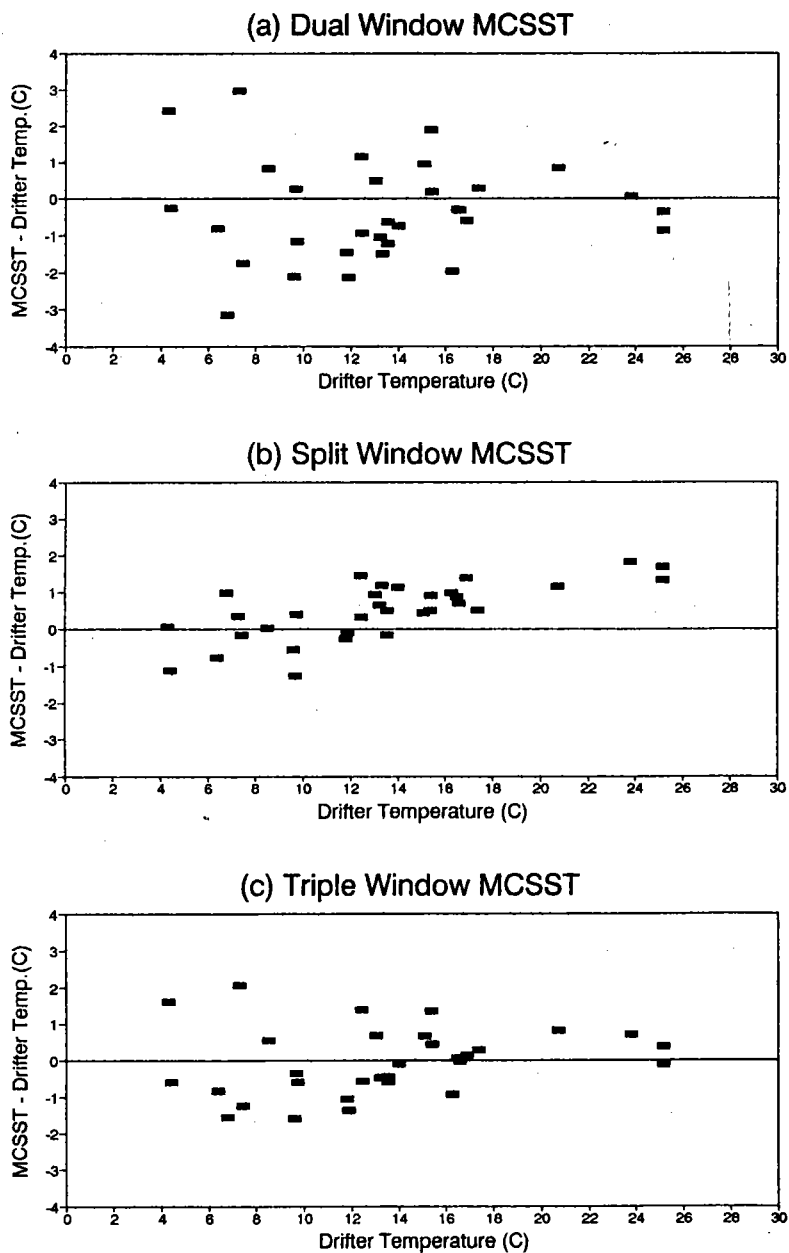 (a) Dual Window MCSST
MCSST - Drifter Temp.(C)
4
3
2
1
0
-1
-2
-3
-4
0 2 4 6 8 10 12 14 16 18 20 22 24 26 28 30
Drifter Temperature (C)
(b) Split Window MCSST
MCSST - Drifter Temp.(C)
4
3
2
1
0
-1
-2
-3
-4
0 2 4 6 8 10 12 14 16 18 20 22 24 26 28 30
Drifter Temperature (C)
(c) Triple Window MCSST
MCSST - Drifter Temp.(C)
4
3
2
1
0
-1
-2
-3
-4
0 2 4 6 8 10 12 14 16 18 20 22 24 26 28 30
Drifter Temperature (C)